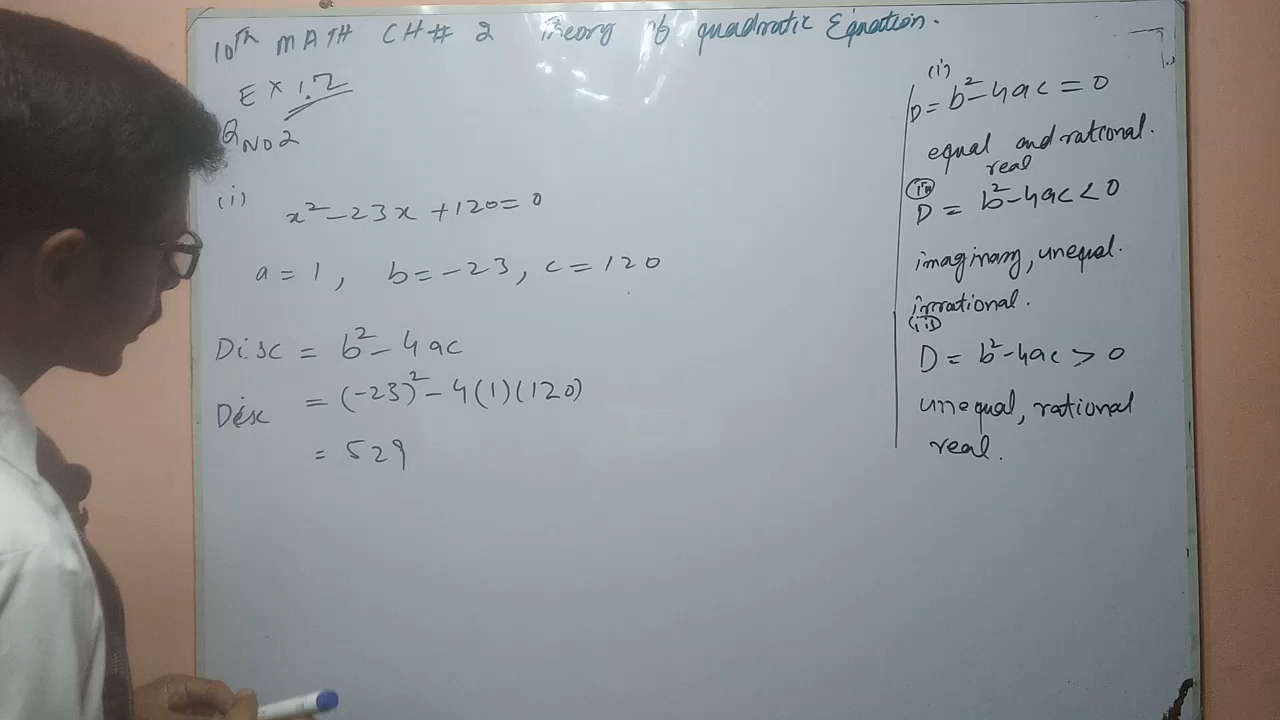 10TH MATH CH # 2 Theory of quadratic Equation.
EX 1.2
QNO2
(i)
x²-23x+120=0
a=1, b=-23, c=120
Disc = b²-4ac
Disc = (-23)²-4(1)(120)
= 529
(i)
D=b²-4ac=0
equal and rational.
real
D = b²-4ac<0
imaginary, unequal.
irrational.
(iii)
D = b²-4ac > 0
unequal, rational
real.